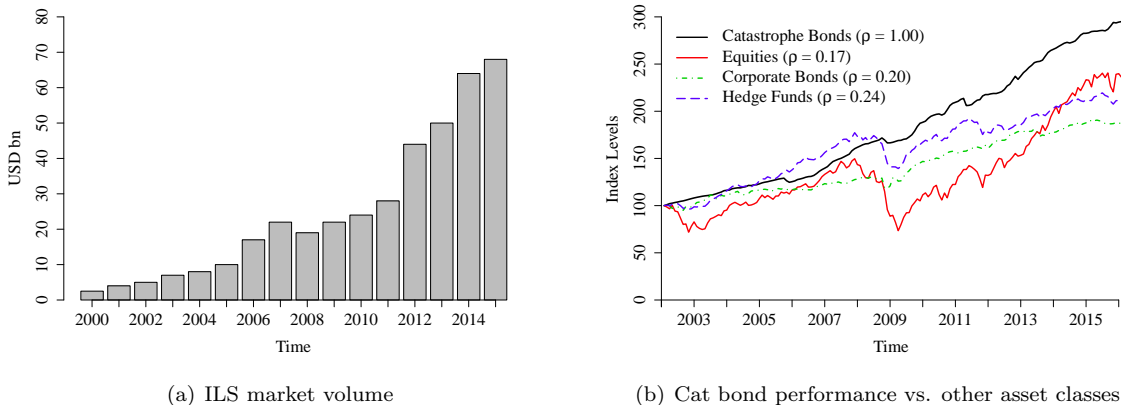 80
70
60
50
40
30
20
10
0
USD bn
2000 2002 2004 2006 2008 2010 2012 2014
Time
(a) ILS market volume
300
250
200
150
100
50
0
Index Levels
Catastrophe Bonds (ρ = 1.00)
Equities (ρ = 0.17)
Corporate Bonds (ρ = 0.20)
Hedge Funds (ρ = 0.24)
2003 2005 2007 2009 2011 2013 2015
Time
(b) Cat bond performance vs. other asset classes